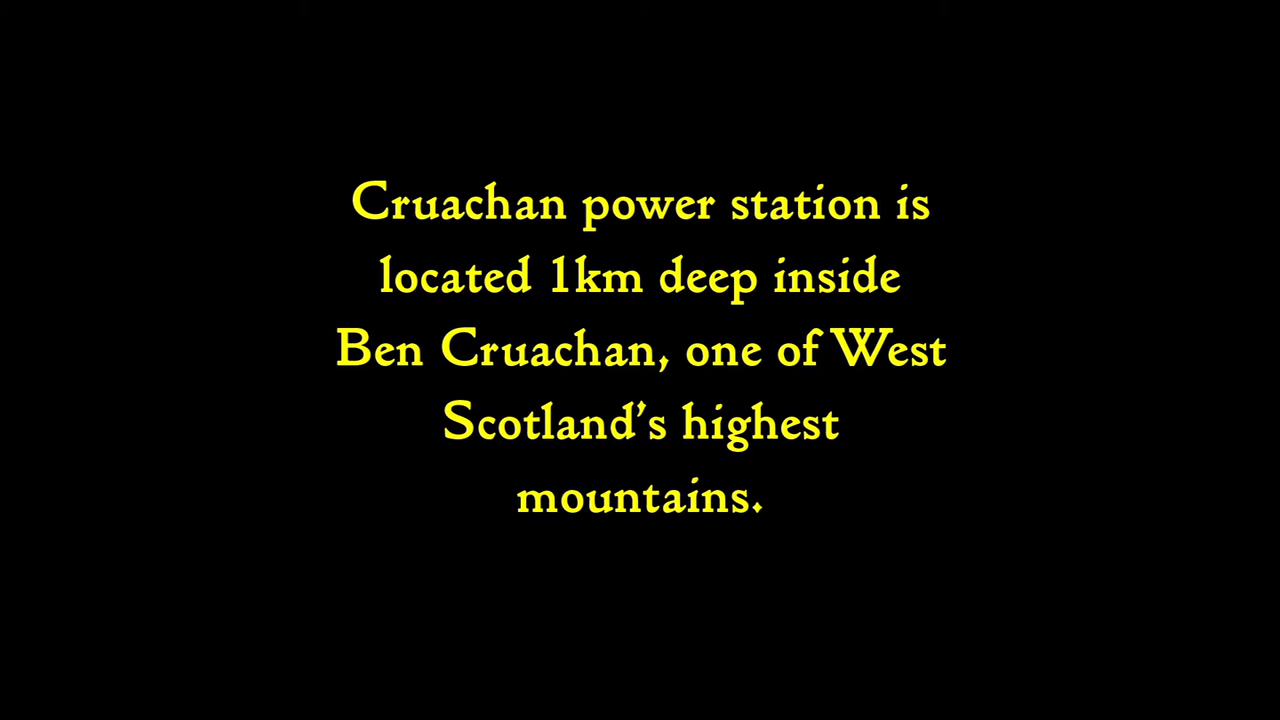 Cruachan power station is
located 1km deep inside
Ben Cruachan, one of West
Scotland's highest
mountains.